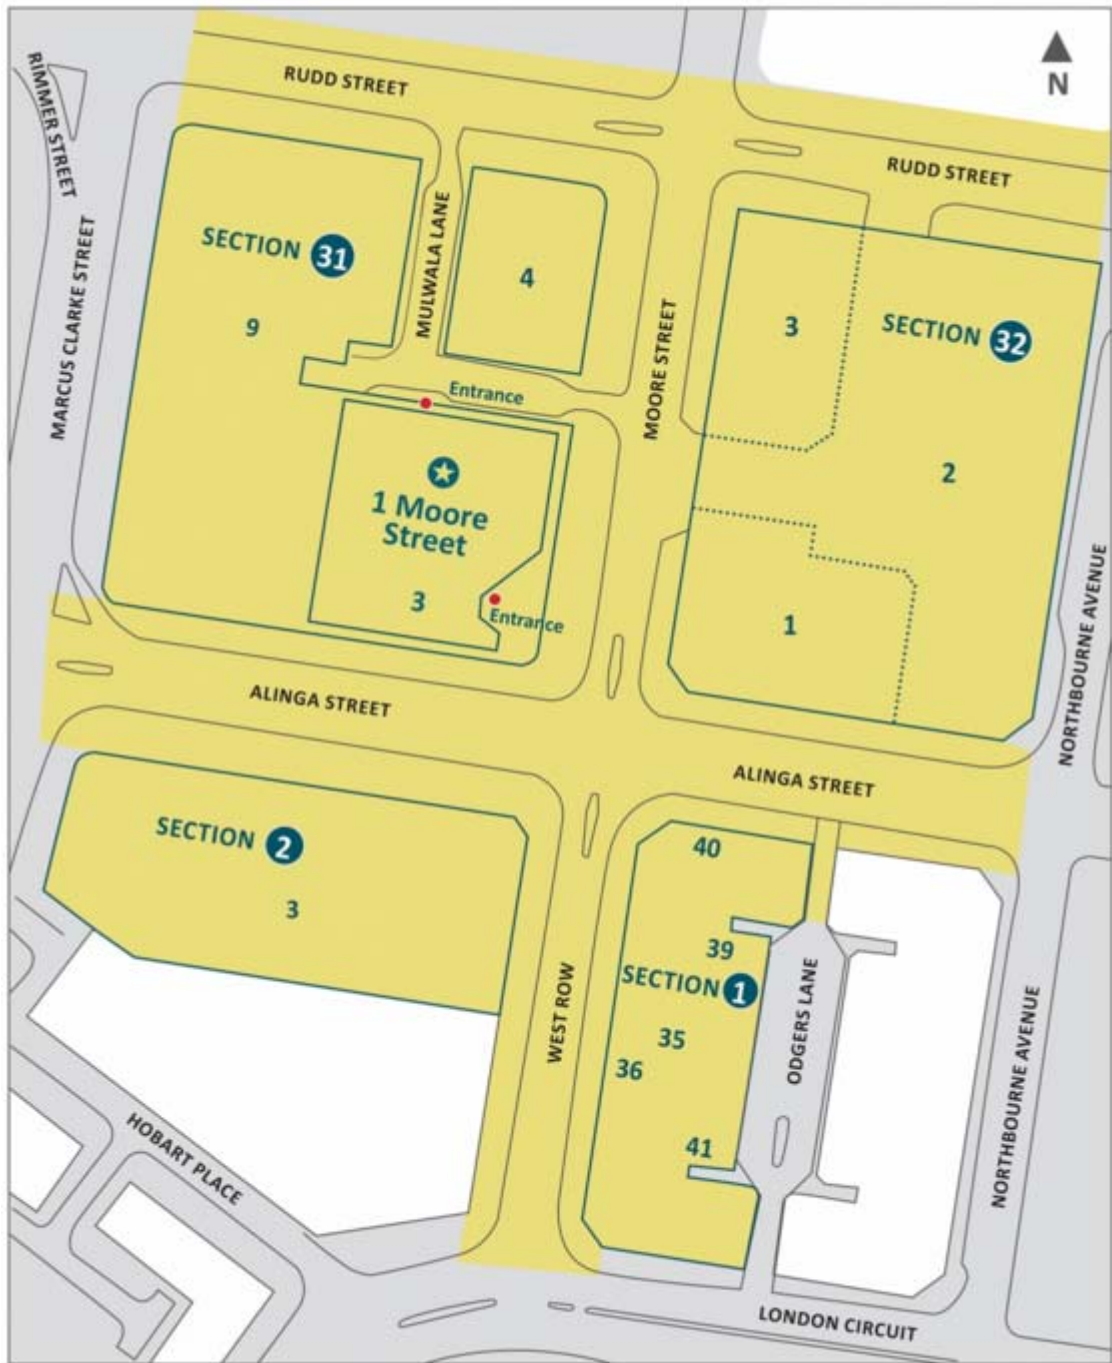 RIMMER STREET
RUDD STREET
N
RUDD STREET
MARCUS CLARKE STREET
SECTION 31
9
MULWALA LANE
4
MOORE STREET
3
SECTION 32
2
1
Entrance
1 Moore
Street
3
Entrance
NORTHBOURNE AVENUE
ALINGA STREET
ALINGA STREET
SECTION 2
3
WEST ROW
40
39
SECTION 1
35
36
41
ODGERS LANE
NORTHBOURNE AVENUE
HOBART PLACE
LONDON CIRCUIT